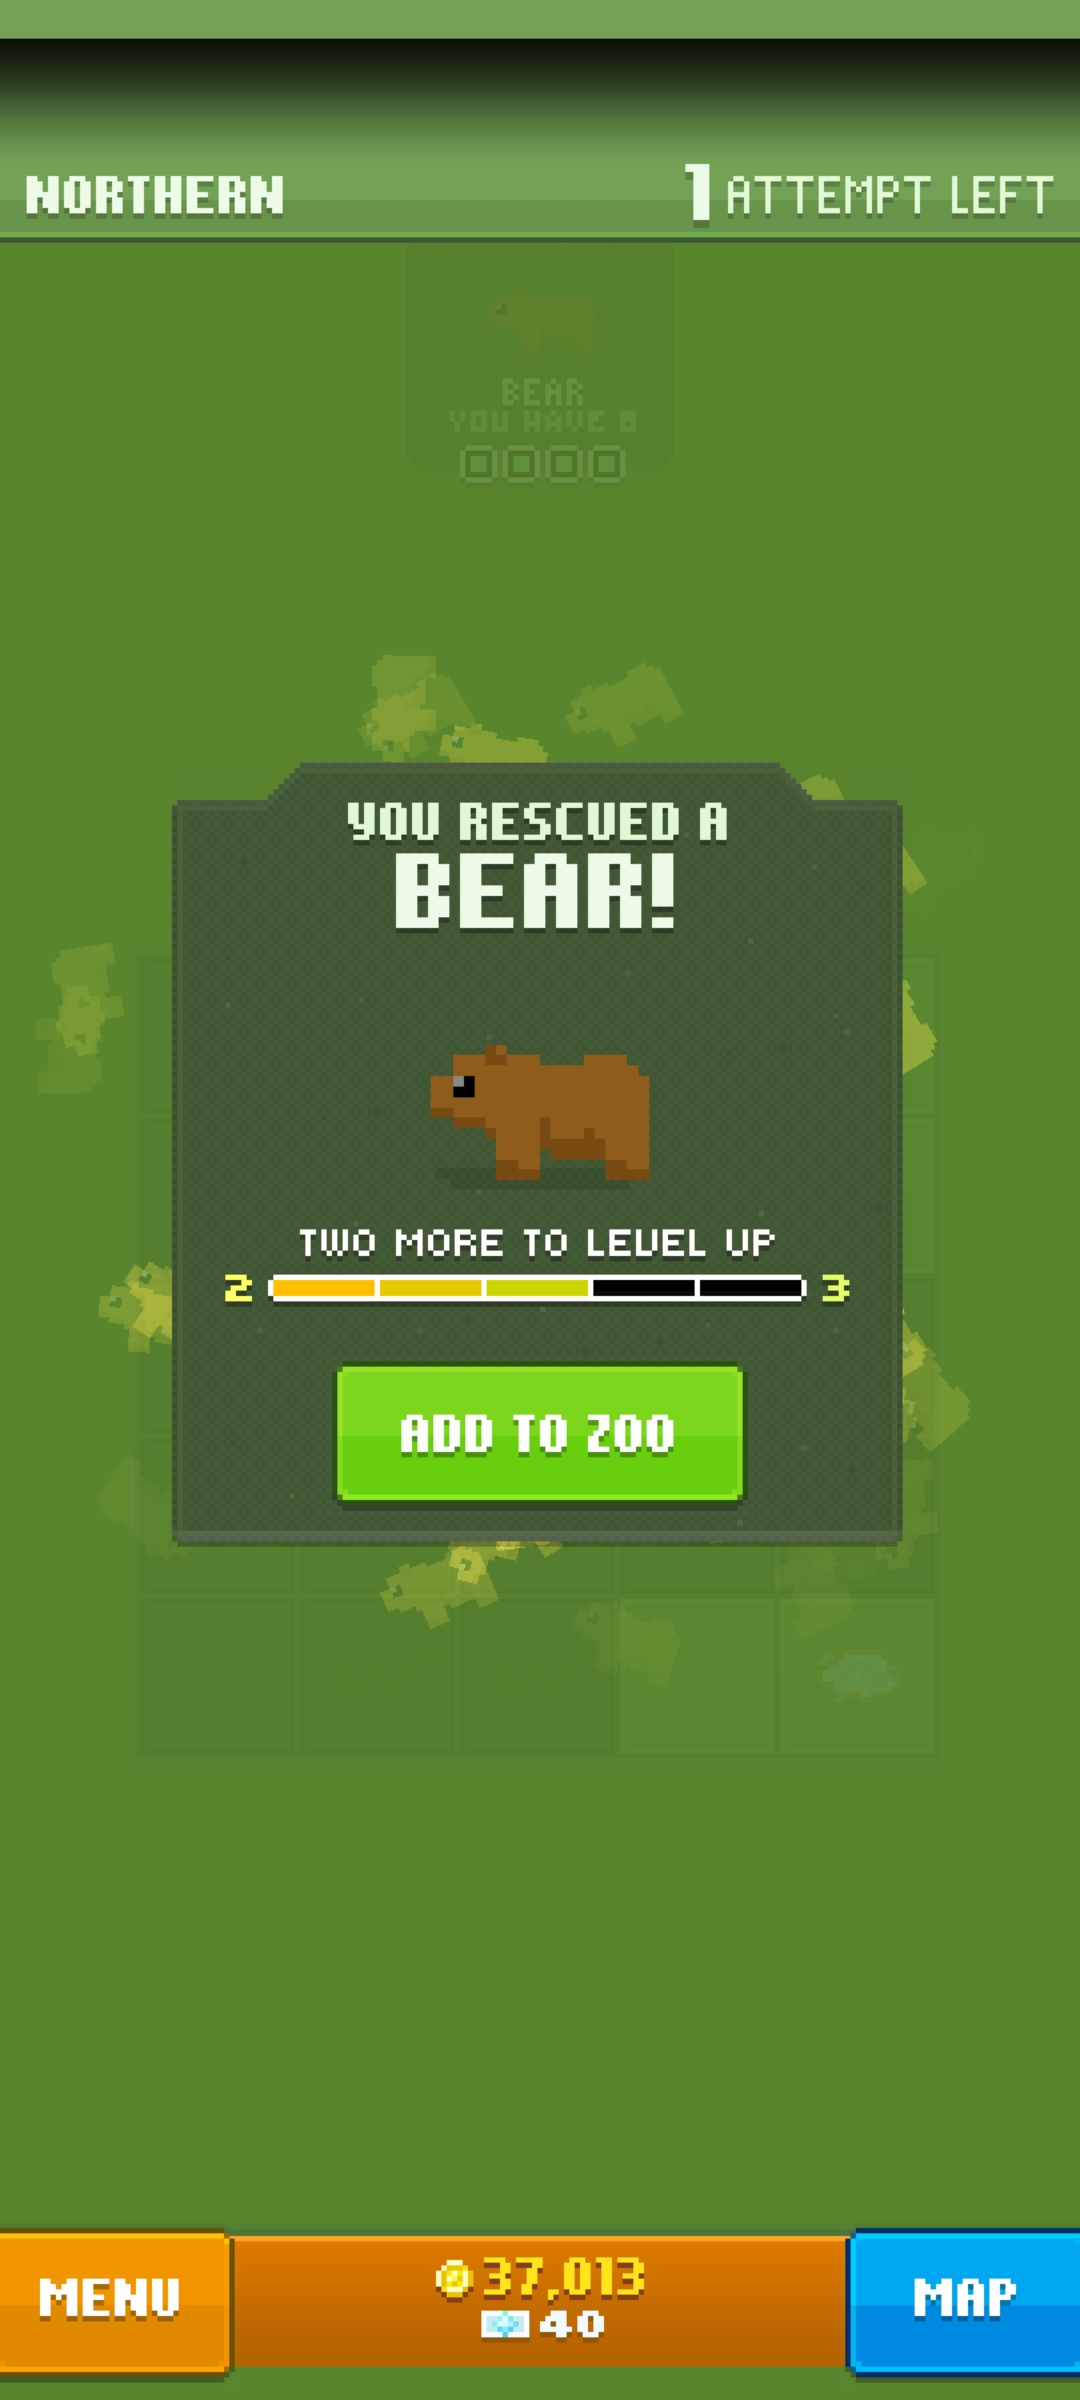 NORTHERN
1 ATTEMPT LEFT
BEAR
YOU HAVE 8
YOU RESCUED A
BEAR!
TWO MORE TO LEVEL UP
2 3
ADD TO ZOO
MENU
37,013
40
MAP